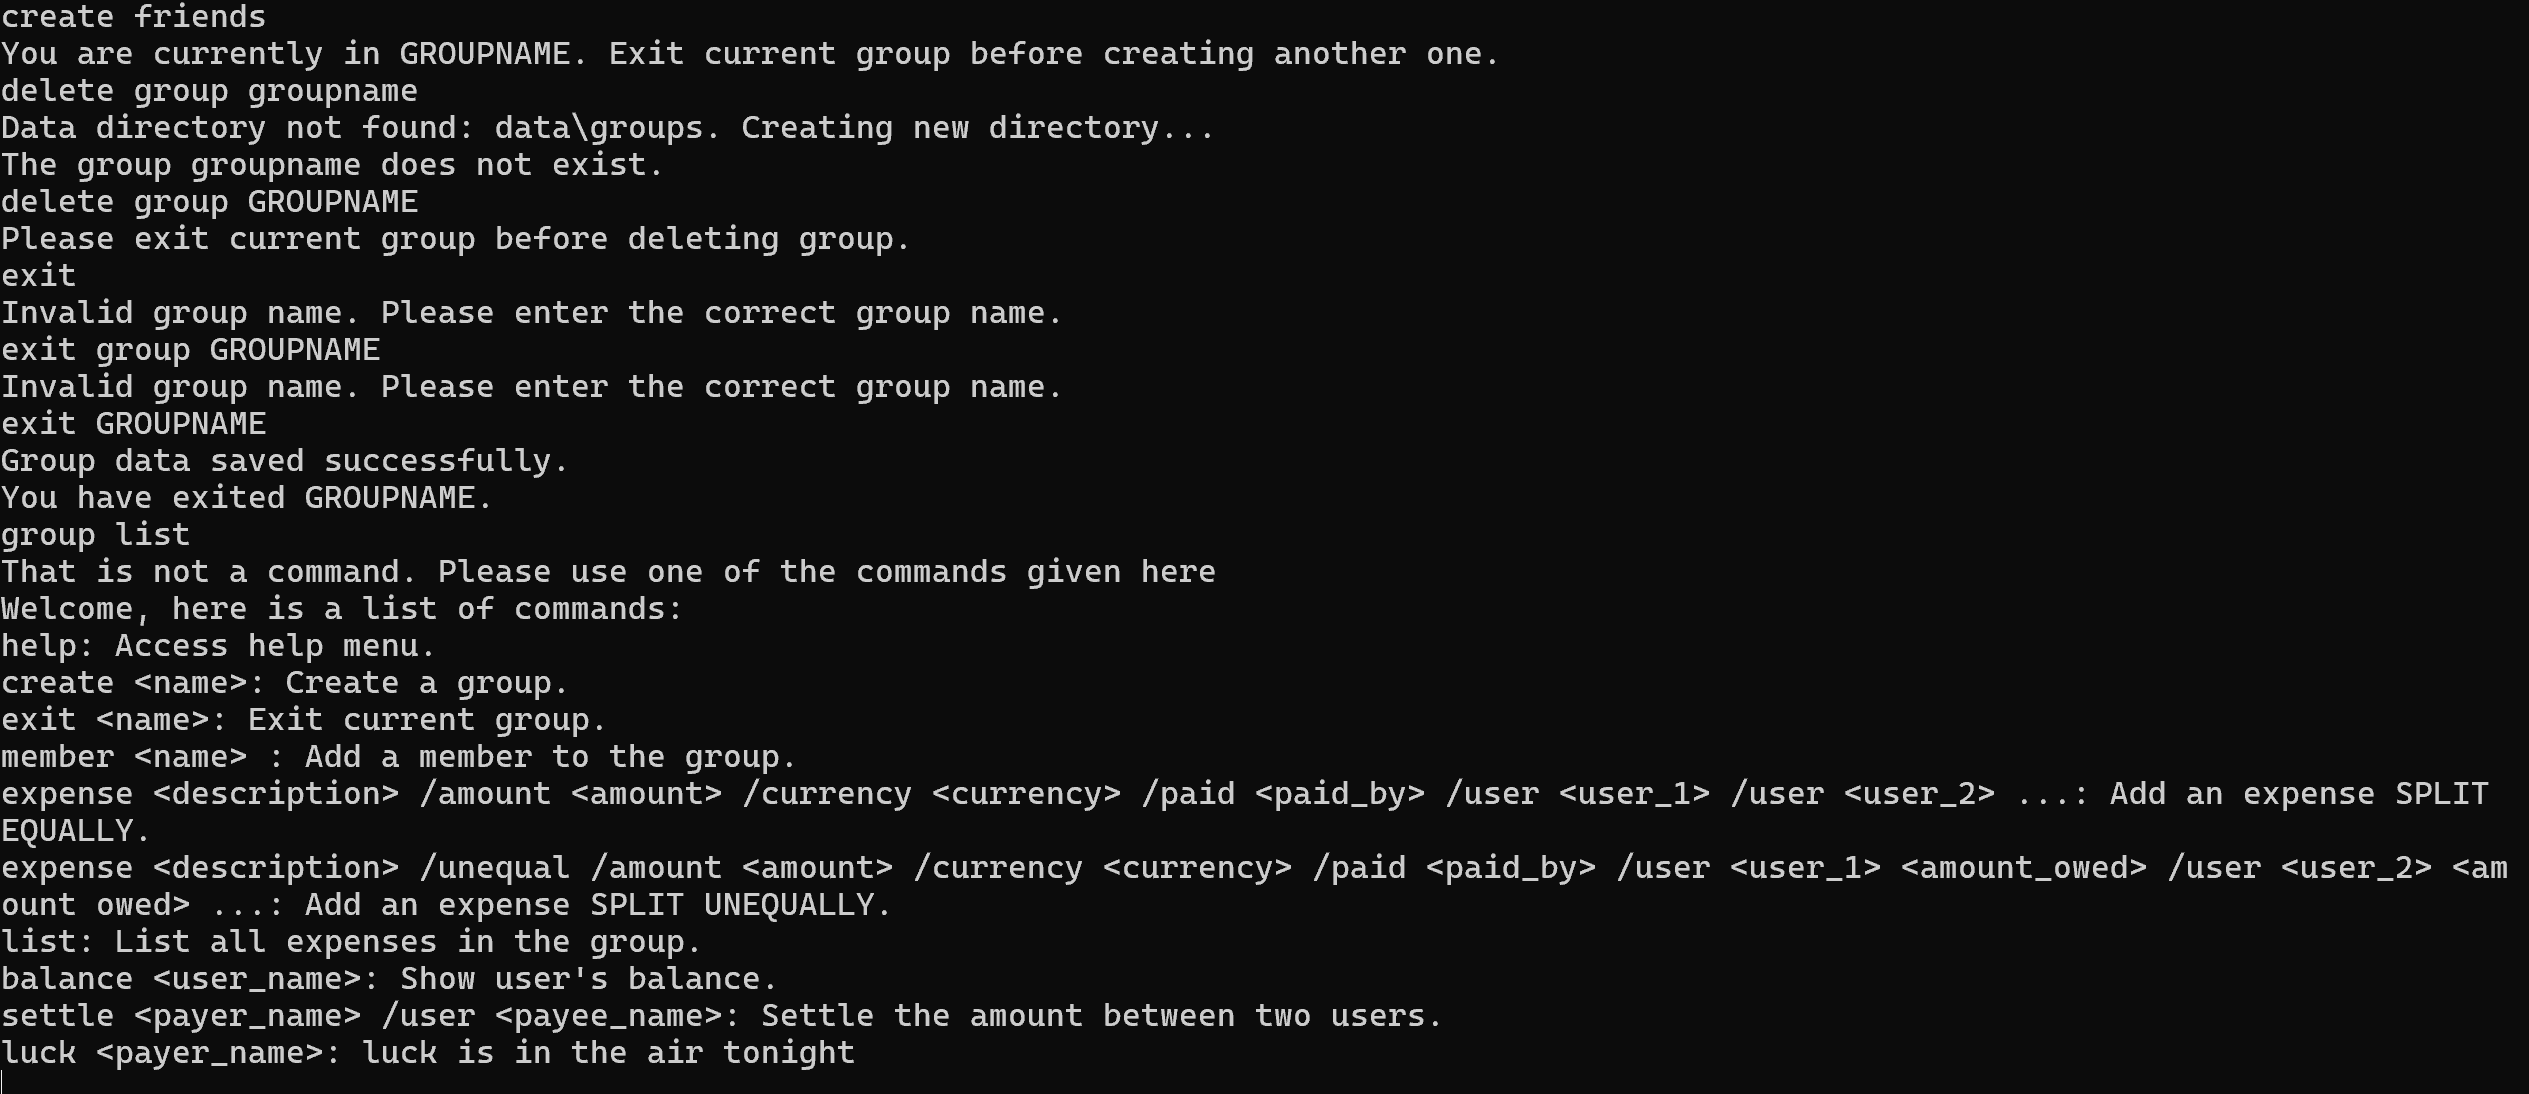 create friends
You are currently in GROUPNAME. Exit current group before creating another one.
delete group groupname
Data directory not found: data\groups. Creating new directory...
The group groupname does not exist.
delete group GROUPNAME
Please exit current group before deleting group.
exit
Invalid group name. Please enter the correct group name.
exit group GROUPNAME
Invalid group name. Please enter the correct group name.
exit GROUPNAME
Group data saved successfully.
You have exited GROUPNAME.
group list
That is not a command. Please use one of the commands given here
Welcome, here is a list of commands:
help: Access help menu.
create <name>: Create a group.
exit <name>: Exit current group.
member <name> : Add a member to the group.
expense <description> /amount <amount> /currency <currency> /paid <paid_by> /user <user_1> /user <user_2> ...: Add an expense SPLIT
EQUALLY.
expense <description> /unequal /amount <amount> /currency <currency> /paid <paid_by> /user <user_1> <amount_owed> /user <user_2> <am
ount owed> ...: Add an expense SPLIT UNEQUALLY.
list: List all expenses in the group.
balance <user_name>: Show user's balance.
settle <payer_name> /user <payee_name>: Settle the amount between two users.
luck <payer_name>: luck is in the air tonight